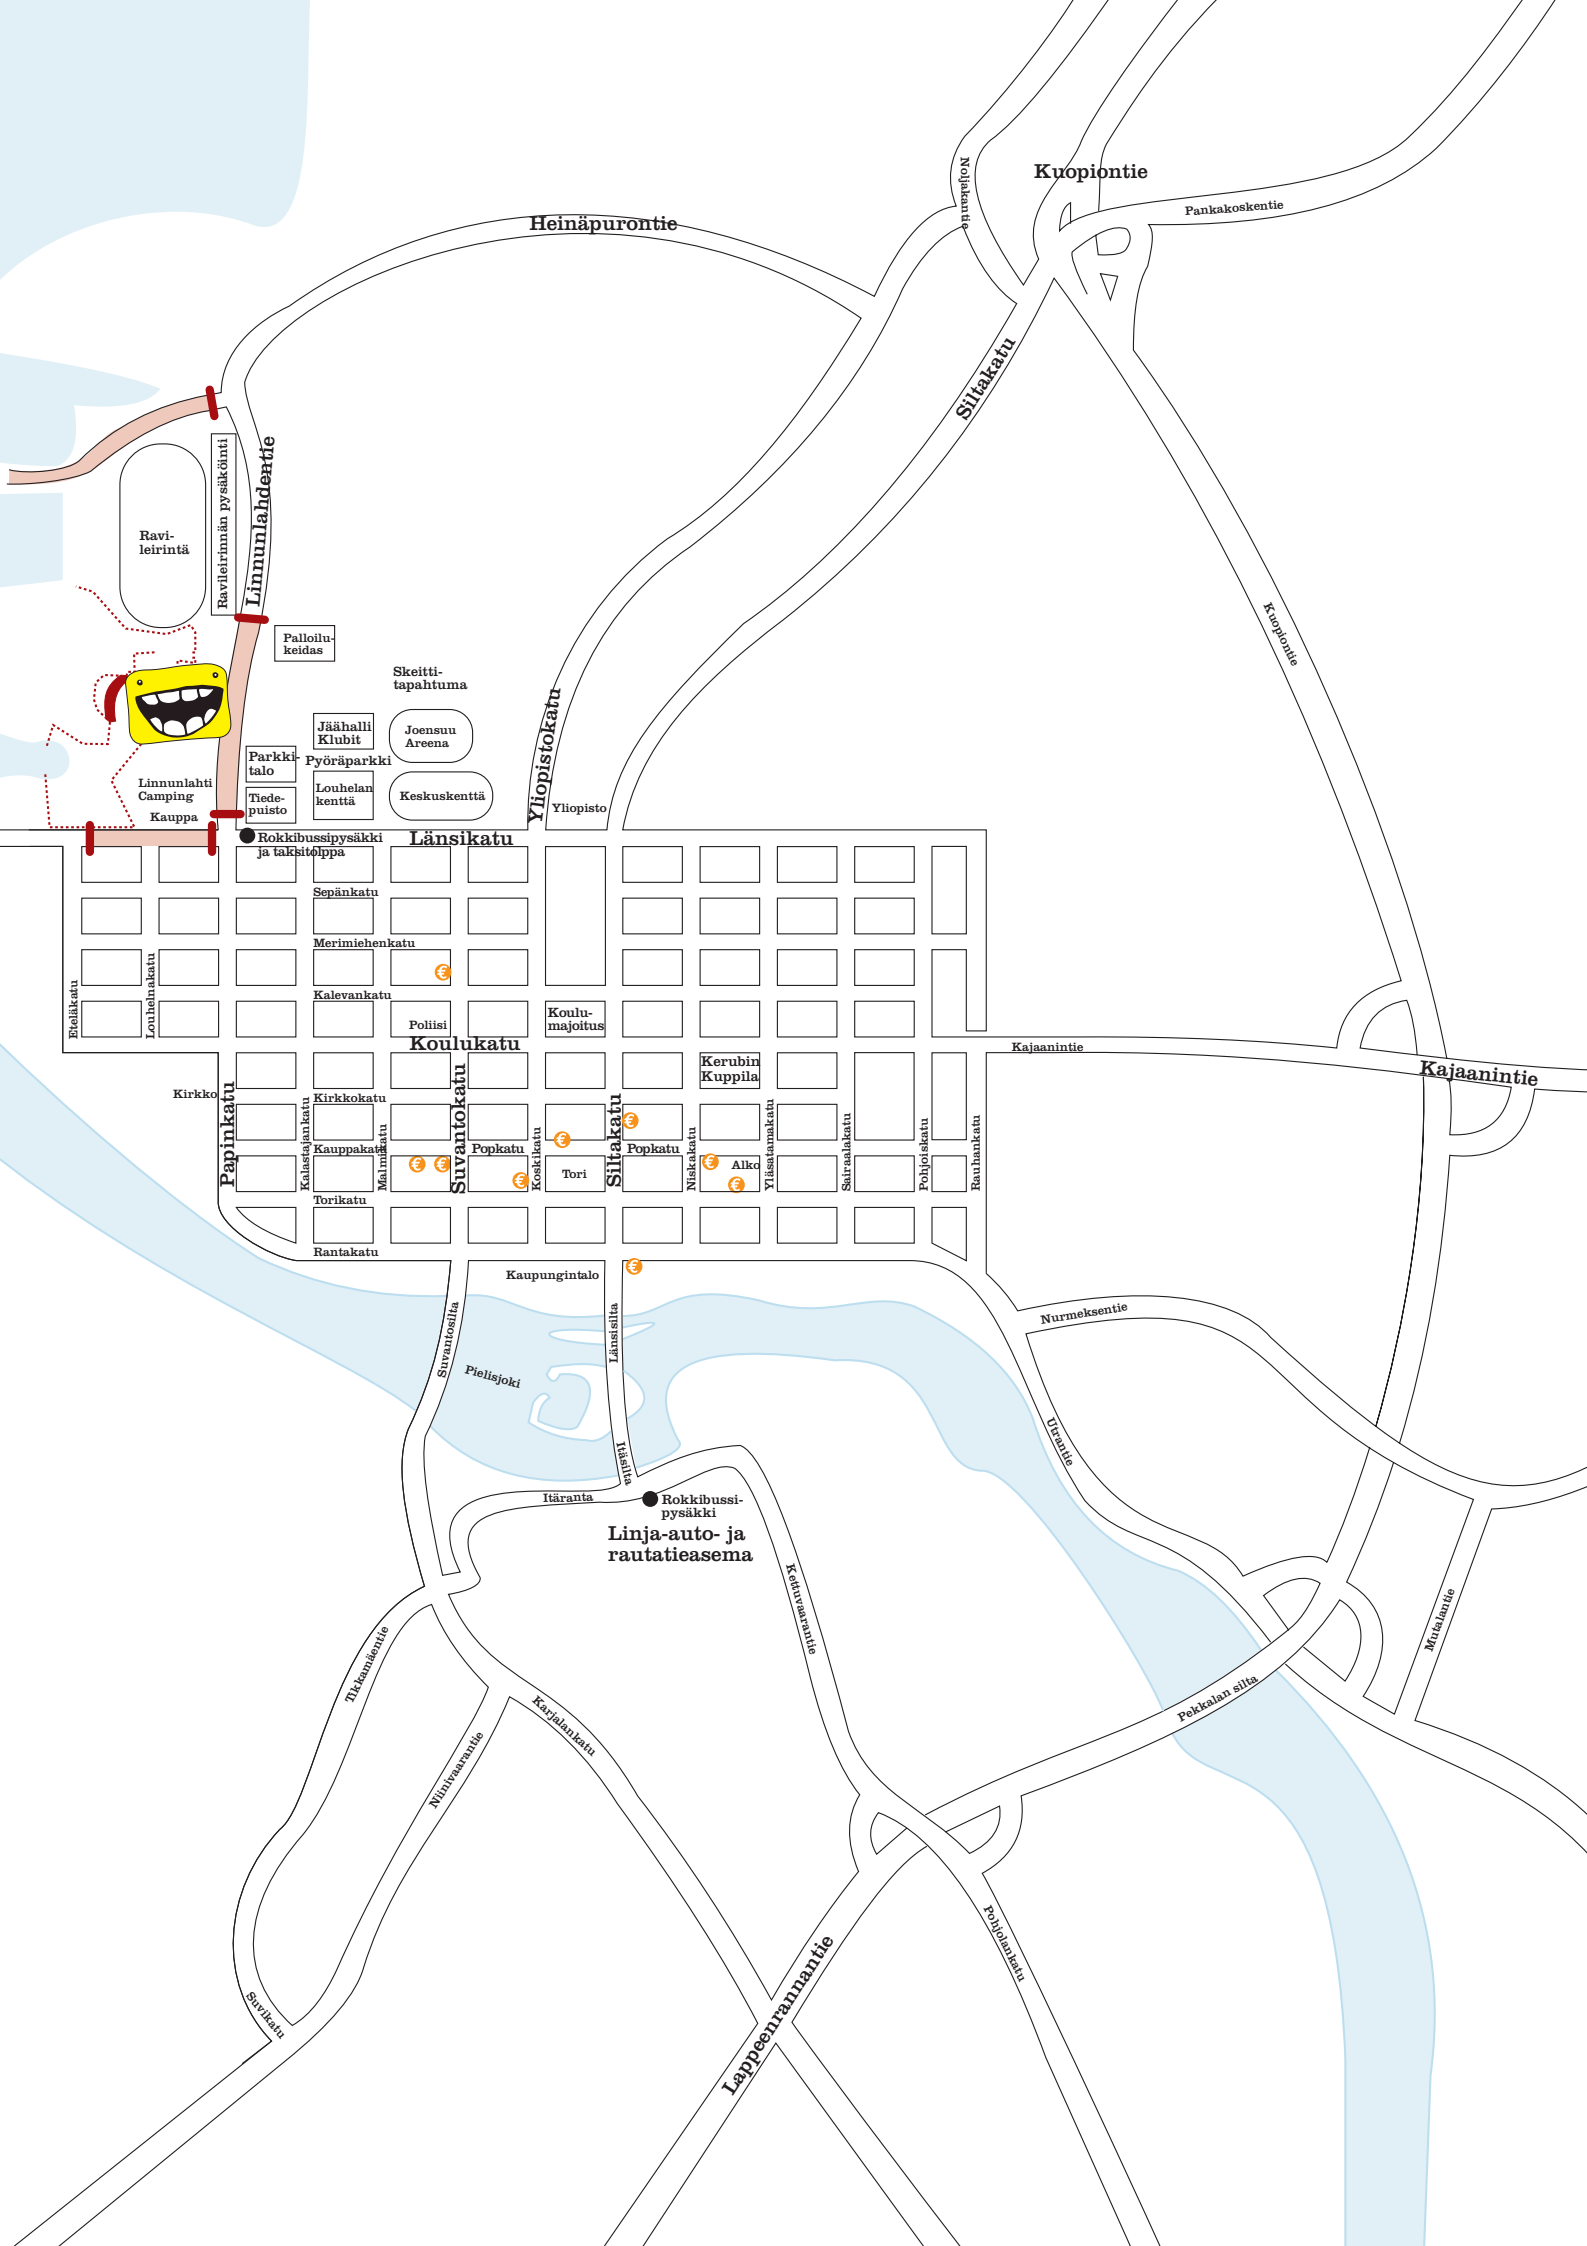 Kuopiontie
Noljakantie
Pankakoskentie
Heinäpurontie
Siltakatu
Linnunlahdentie
Ravileirinnän pysäköinti
Ravi-
leirintä
Kuopiontie
Palloilu-
keidas
Skeitti-
tapahtuma
Yliopistokatu
Jäähalli
Klubit
Joensuu
Areena
Parkki-
talo
Pyöräparkki
Linnunlahti
Camping
Tiede-
puisto
Louhelan
kenttä
Keskuskenttä
Yliopisto
Kauppa
Rokkibussipysäkki
ja taksitolppa
Länsikatu
Sepänkatu
Merimiehenkatu
Eteläkatu
Louhelnakatu
Kalevankatu
Poliisi
Koulu-
majoitus
Koulukatu
Kajaanintie
Kajaanintie
Kerubin
Kuppila
Kirkko
Papinkatu
Kirkkokatu
Kalastajankatu
Malmikatu
Suvantokatu
Koskikatu
Siltakatu
Niskakatu
Yläsatamakatu
Sairaalakatu
Pohjoiskatu
Rauhankatu
Kauppakatu
Popkatu
Popkatu
Tori
Alko
Torikatu
Rantakatu
Kaupungintalo
Suvantosilta
Länsisilta
Nurmeksentie
Pielisjoki
Utrantie
Itäsilta
Itäranta
Rokkibussi-
pysäkki
Linja-auto- ja
rautatieasema
Kettuvaarantie
Mutalantie
Tikkamäentie
Pekkalan silta
Karjalankatu
Niinivaarantie
Pohjolankatu
Lappeenrannantie
Suvikatu